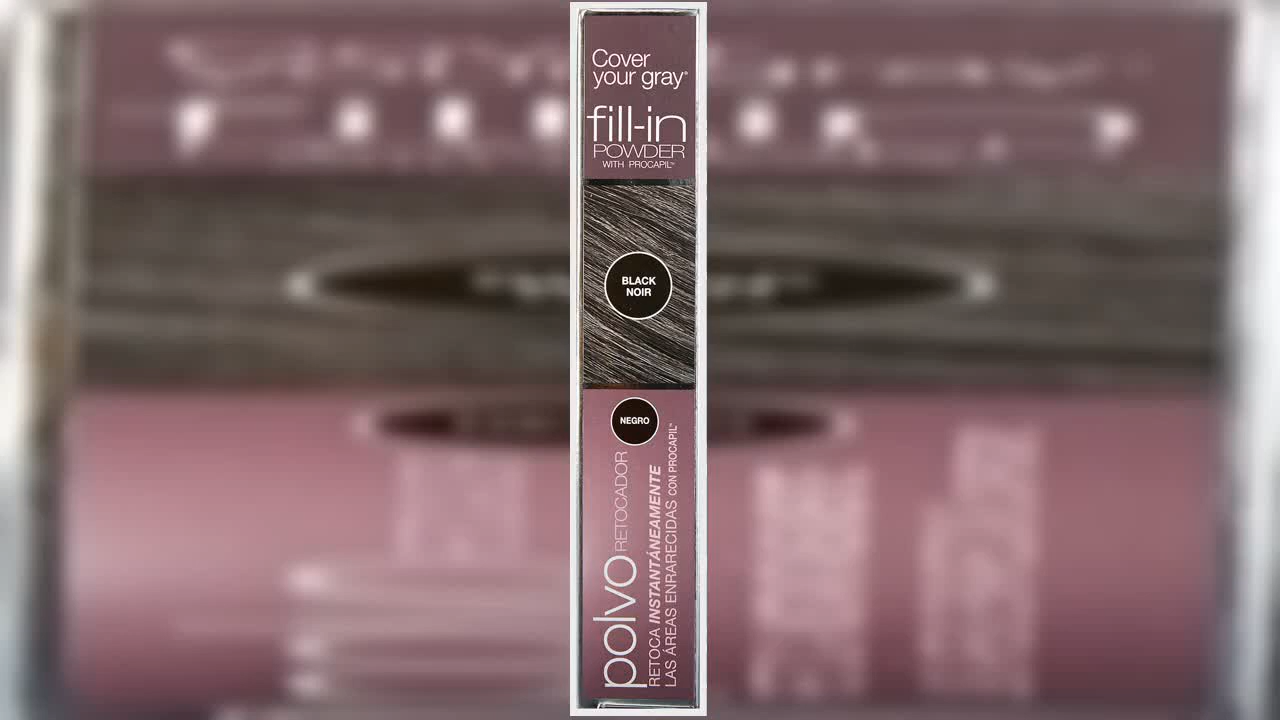 Cover
your gray®
fill-in
POWDER
WITH PROCAPIL™
BLACK
NOIR
NEGRO
polvo RETOCADOR
RETOCA INSTANTÁNEAMENTE
LAS ÁREAS ENRARECIDAS CON PROCAPIL™